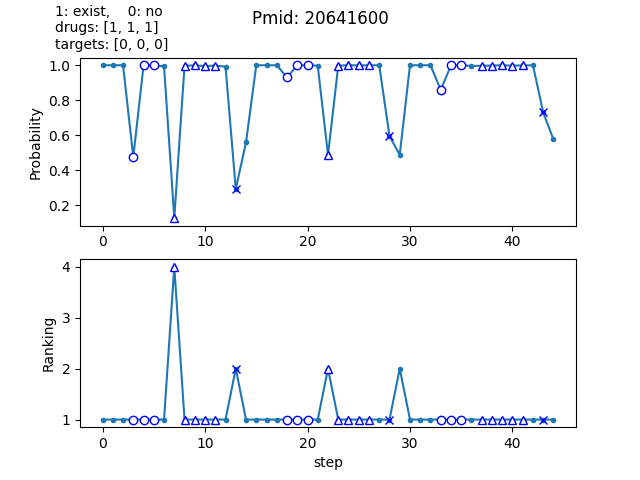 1: exist,    0: no
drugs: [1, 1, 1]
targets: [0, 0, 0]
Pmid: 20641600
Probability
1.0
0.8
0.6
0.4
0.2
0
10
20
30
40
Ranking
4
3
2
1
0
10
20
30
40
step